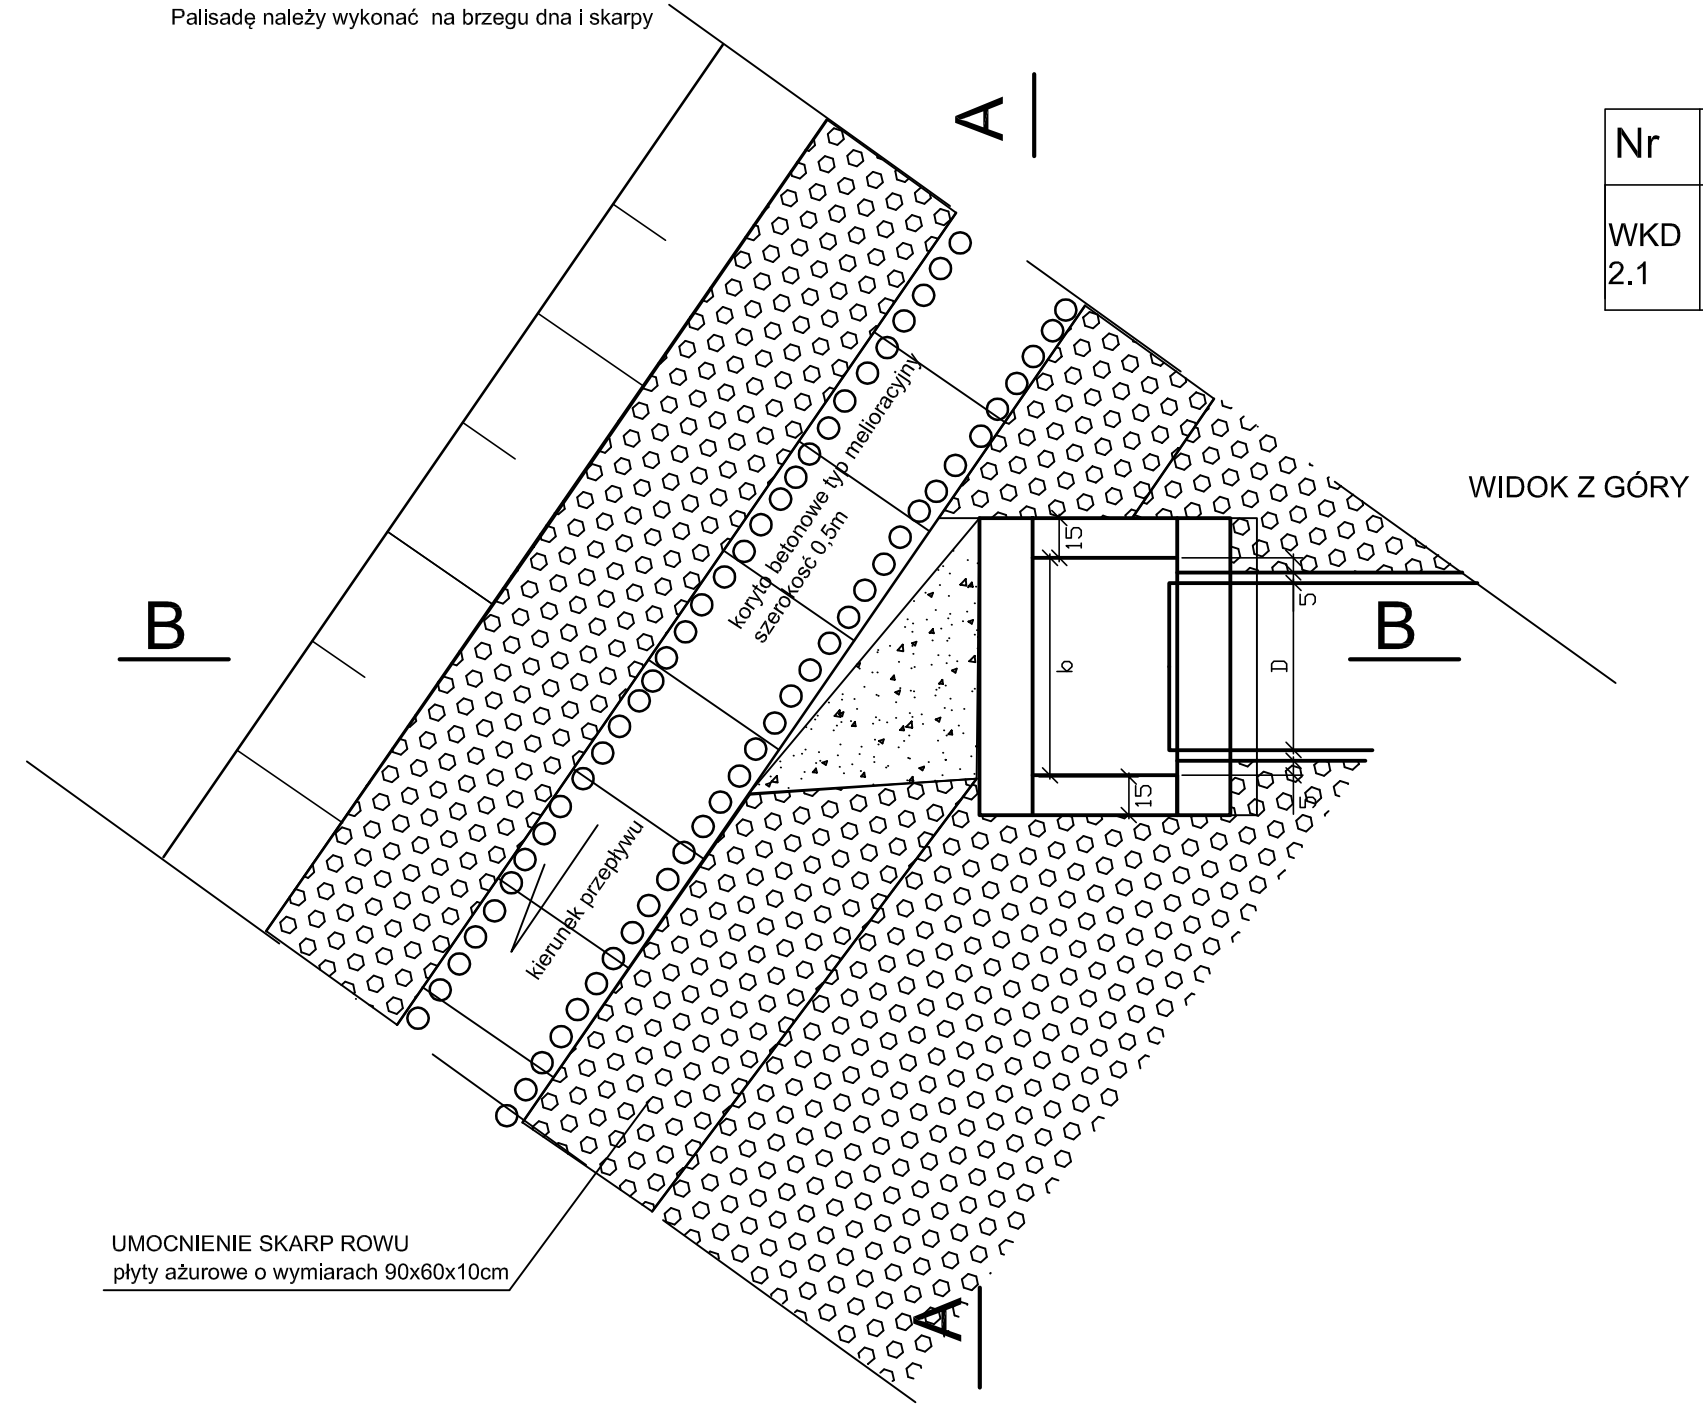 Palisadę należy wykonać na brzegu dna i skarpy
A
Nr
WKD
2.1
WIDOK Z GÓRY
koryto betonowe typ melioracyjny
szerokość 0,5m
15
5
B
B
b
D
15
5
kierunek przepływu
UMOCNIENIE SKARP ROWU
płyty ażurowe o wymiarach 90x60x10cm
A